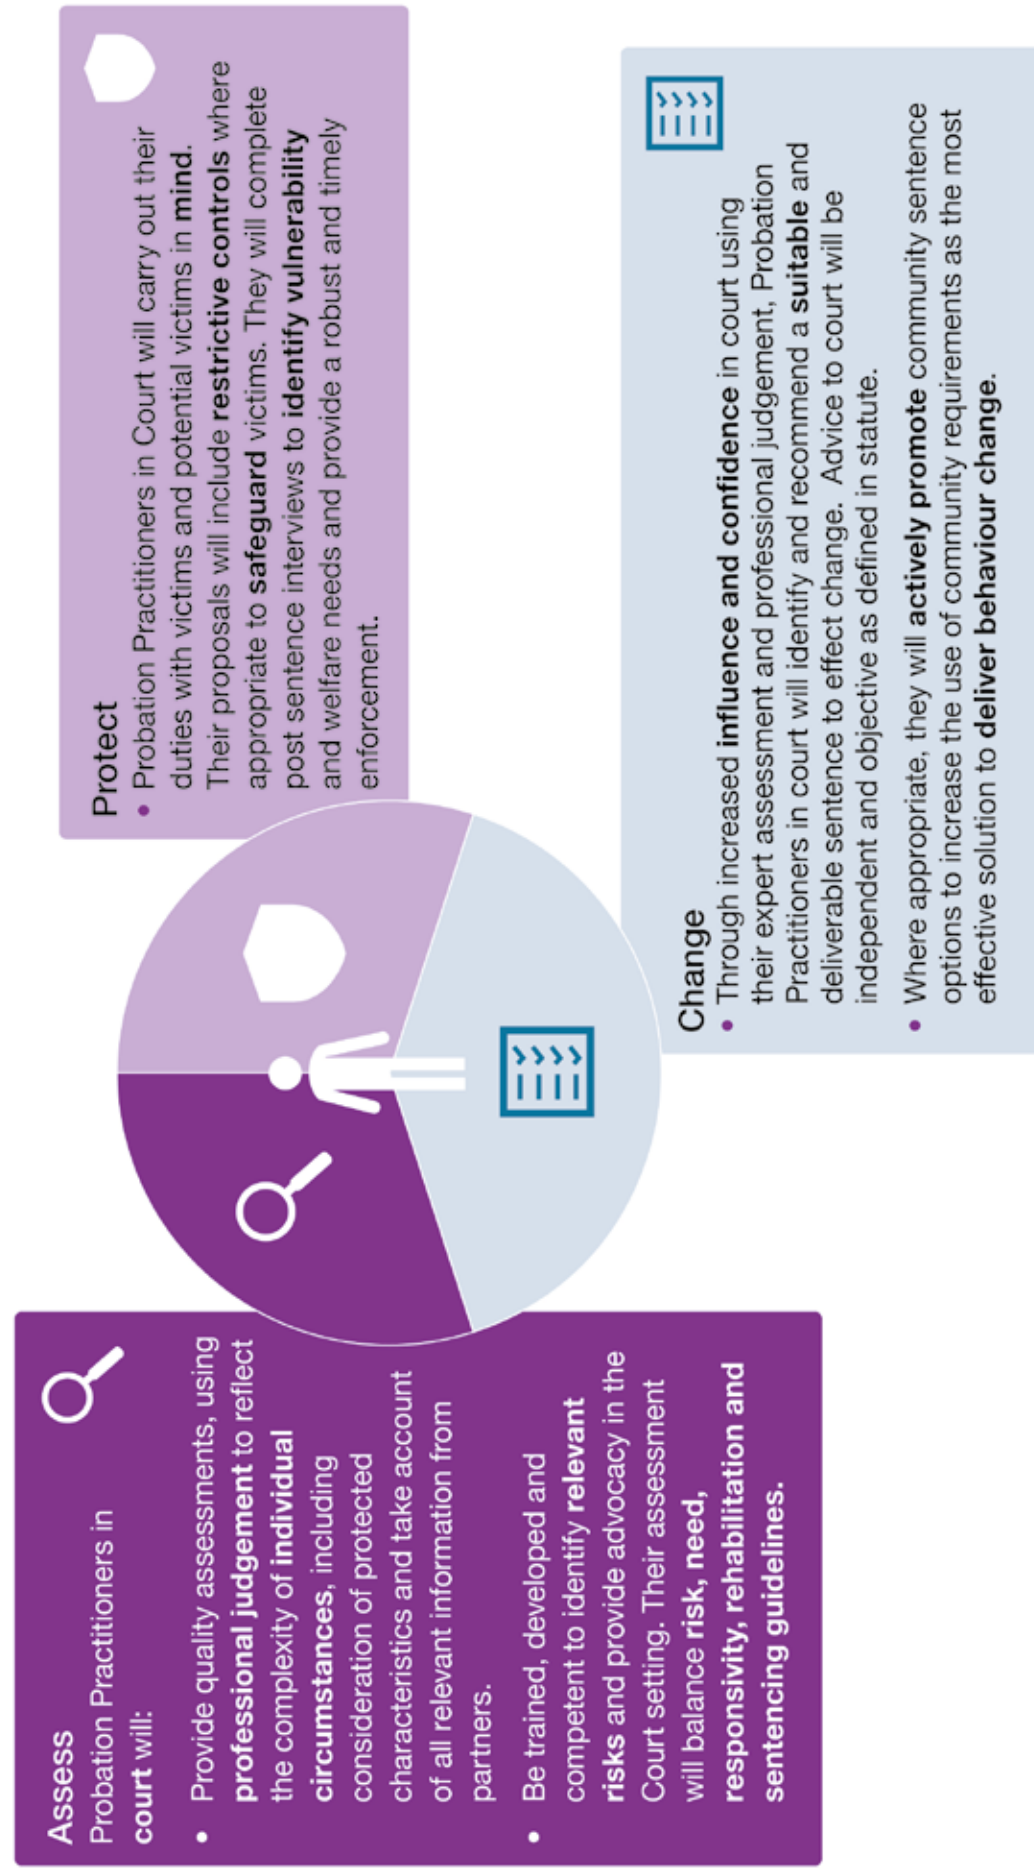 Assess
Probation Practitioners in
court will:
• Provide quality assessments, using
professional judgement to reflect
the complexity of individual
circumstances, including
consideration of protected
characteristics and take account
of all relevant information from
partners.
• Be trained, developed and
competent to identify relevant
risks and provide advocacy in the
Court setting. Their assessment
will balance risk, need,
responsivity, rehabilitation and
sentencing guidelines.
Protect
• Probation Practitioners in Court will carry out their
duties with victims and potential victims in mind.
Their proposals will include restrictive controls where
appropriate to safeguard victims. They will complete
post sentence interviews to identify vulnerability
and welfare needs and provide a robust and timely
enforcement.
Change
• Through increased influence and confidence in court using
their expert assessment and professional judgement, Probation
Practitioners in court will identify and recommend a suitable and
deliverable sentence to effect change. Advice to court will be
independent and objective as defined in statute.
• Where appropriate, they will actively promote community sentence
options to increase the use of community requirements as the most
effective solution to deliver behaviour change.